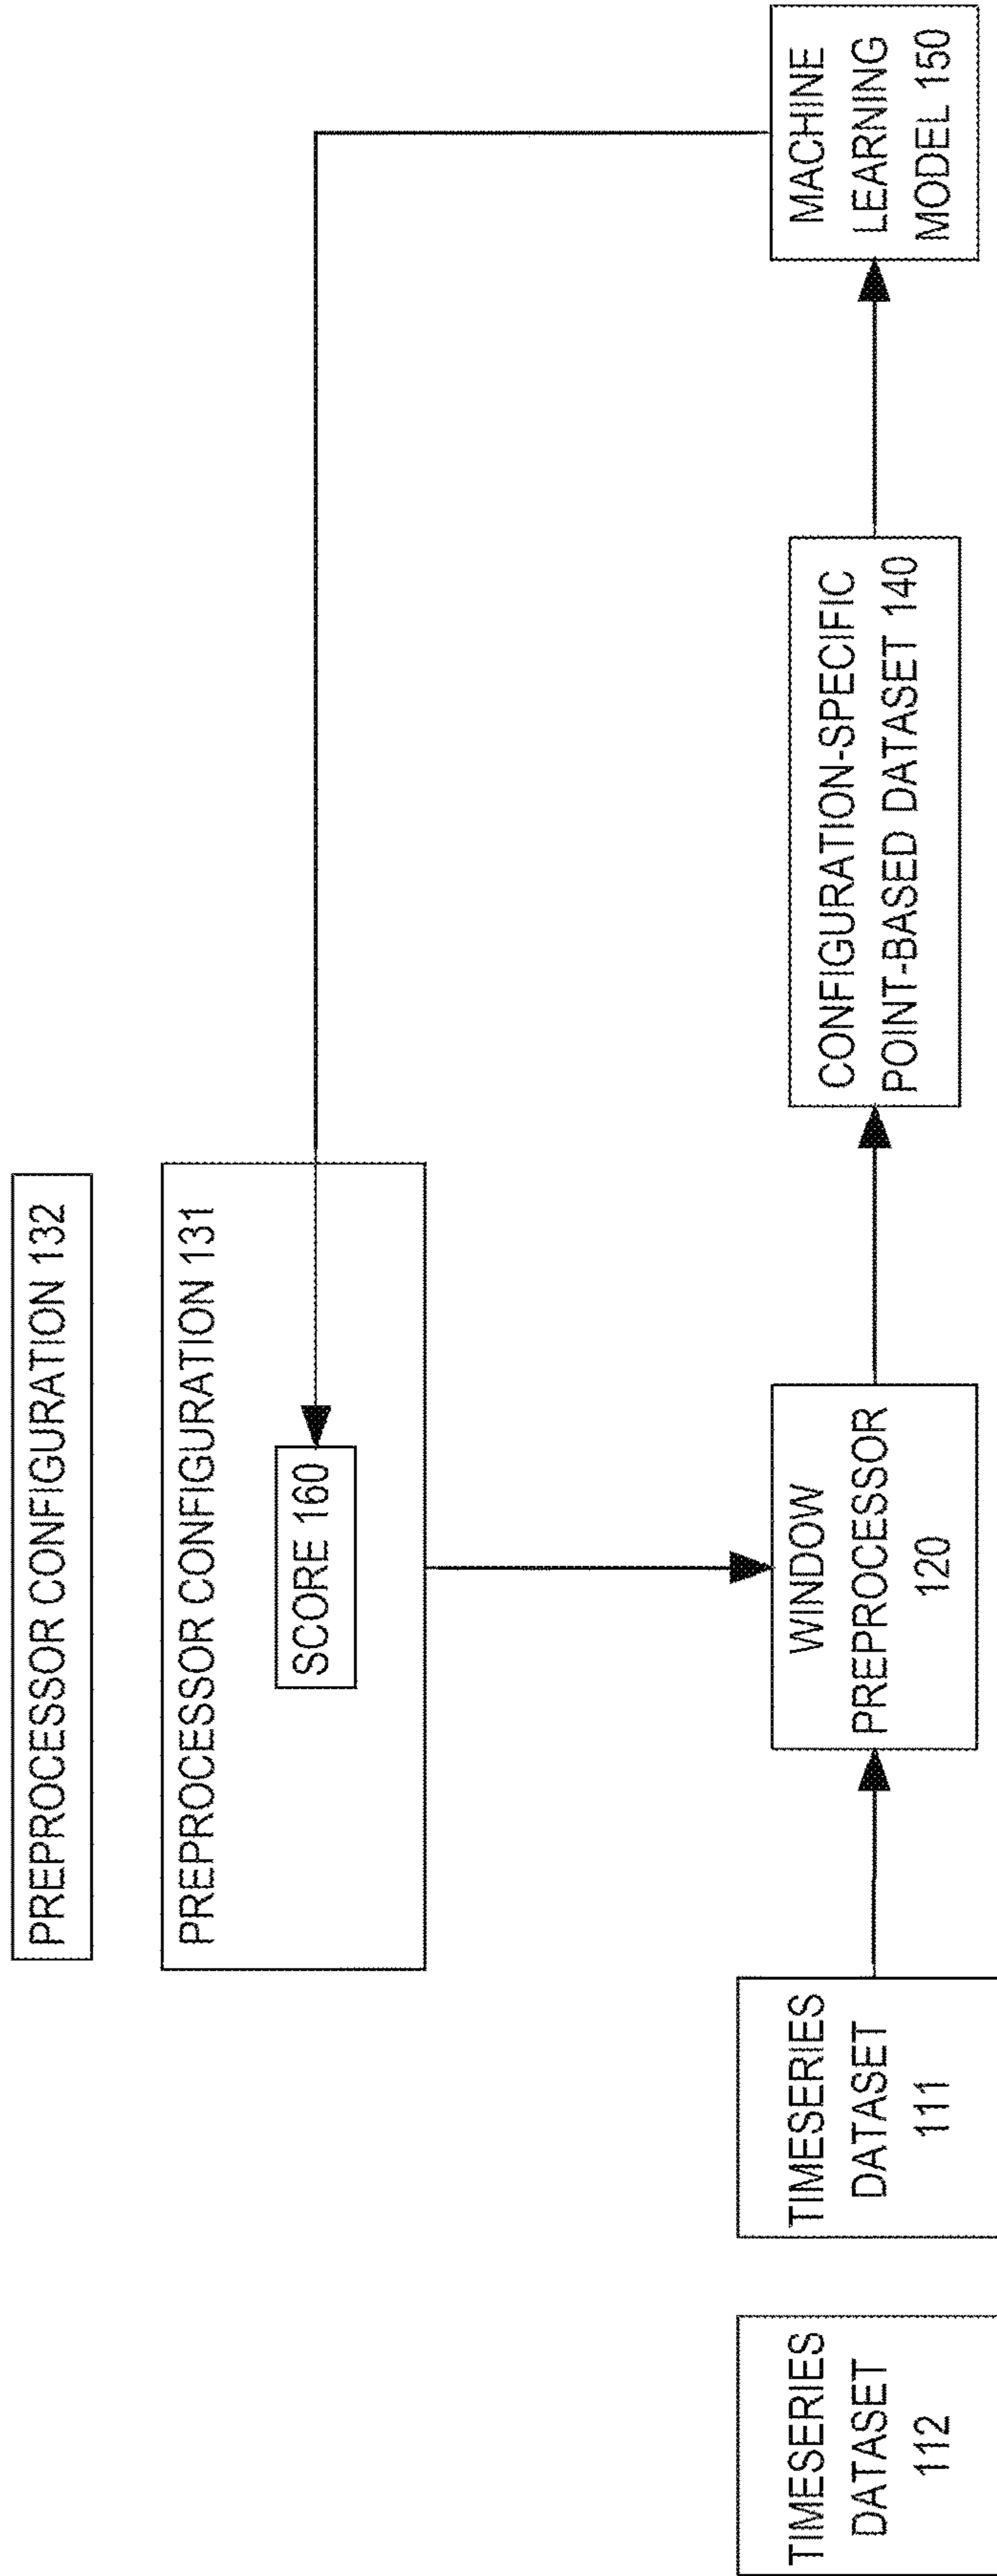 PREPROCESSOR CONFIGURATION 132
PREPROCESSOR CONFIGURATION 131
SCORE 160
TIMESERIES
DATASET
112
TIMESERIES
DATASET
111
WINDOW
PREPROCESSOR
120
CONFIGURATION-SPECIFIC
POINT-BASED DATASET 140
MACHINE
LEARNING
MODEL 150